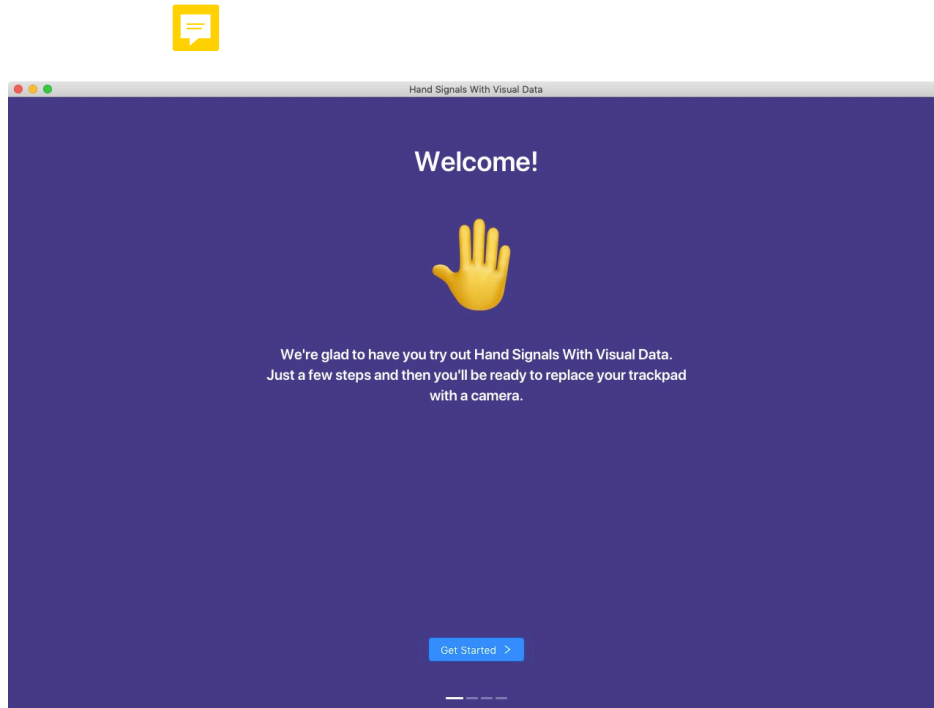 Hand Signals With Visual Data
Welcome!
We're glad to have you try out Hand Signals With Visual Data.
Just a few steps and then you'll be ready to replace your trackpad
with a camera.
Get Started >